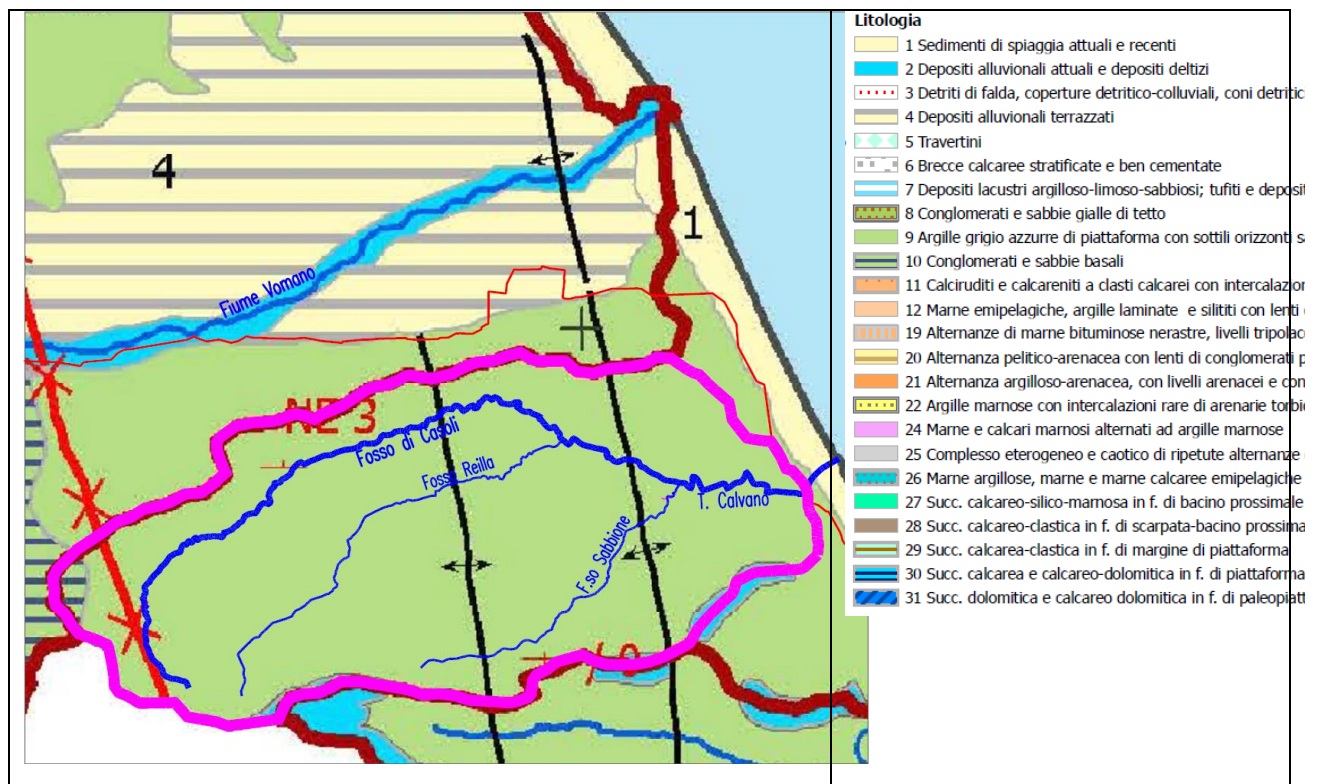 4
1
Fiume Vomano
NE 3
Fosso di Casoli
Fosso Reilla
T. Calvano
F.so Sabbione
Litologia
1 Sedimenti di spiaggia attuali e recenti
2 Depositi alluvionali attuali e depositi deltizi
3 Detriti di falda, coperture detritico-colluviali, coni detritic
4 Depositi alluvionali terrazzati
5 Travertini
6 Brecce calcaree stratificate e ben cementate
7 Depositi lacustri argilloso-limoso-sabbiosi; tufiti e deposit
8 Conglomerati e sabbie gialle di tetto
9 Argille grigio azzurre di piattaforma con sottili orizzonti s
10 Conglomerati e sabbie basali
11 Calciruditi e calcareniti a clasti calcarei con intercalazion
12 Marne emipelagiche, argille laminate e silititi con lenti
19 Alternanze di marne bituminose nerastre, livelli tripolac
20 Alternanza pelitico-arenacea con lenti di conglomerati p
21 Alternanza argilloso-arenacea, con livelli arenacei e con
22 Argille marnose con intercalazioni rare di arenarie torbi
24 Marne e calcari marnosi alternati ad argille marnose
25 Complesso eterogeneo e caotico di ripetute alternanze
26 Marne argillose, marne e marne calcaree emipelagiche
27 Succ. calcareo-silico-marnosa in f. di bacino prossimale
28 Succ. calcareo-clastica in f. di scarpata-bacino prossima
29 Succ. calcarea-clastica in f. di margine di piattaforma
30 Succ. calcarea e calcareo-dolomitica in f. di piattaforma
31 Succ. dolomitica e calcareo dolomitica in f. di paleopiatt